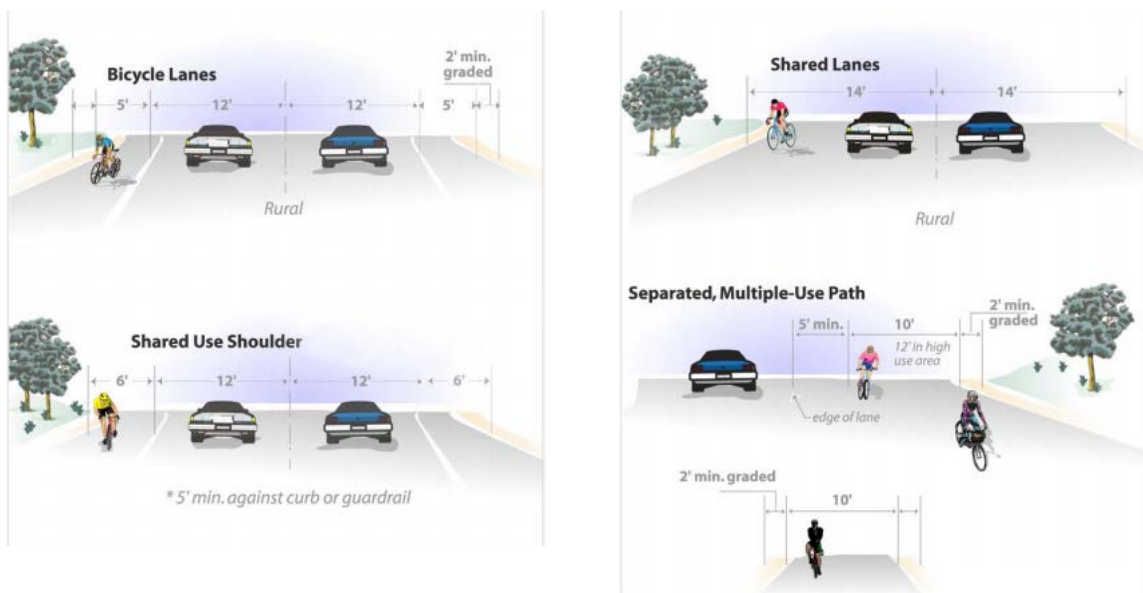 Bicycle Lanes
2' min.
graded
5' 12' 12' 5'
Rural
Shared Use Shoulder
6' 12' 12' 6'
* 5' min. against curb or guardrail
Shared Lanes
14' 14'
Rural
Separated, Multiple-Use Path
2' min.
graded
5' min. 10'
12' in high
use area
edge of lane
2' min. graded
10'